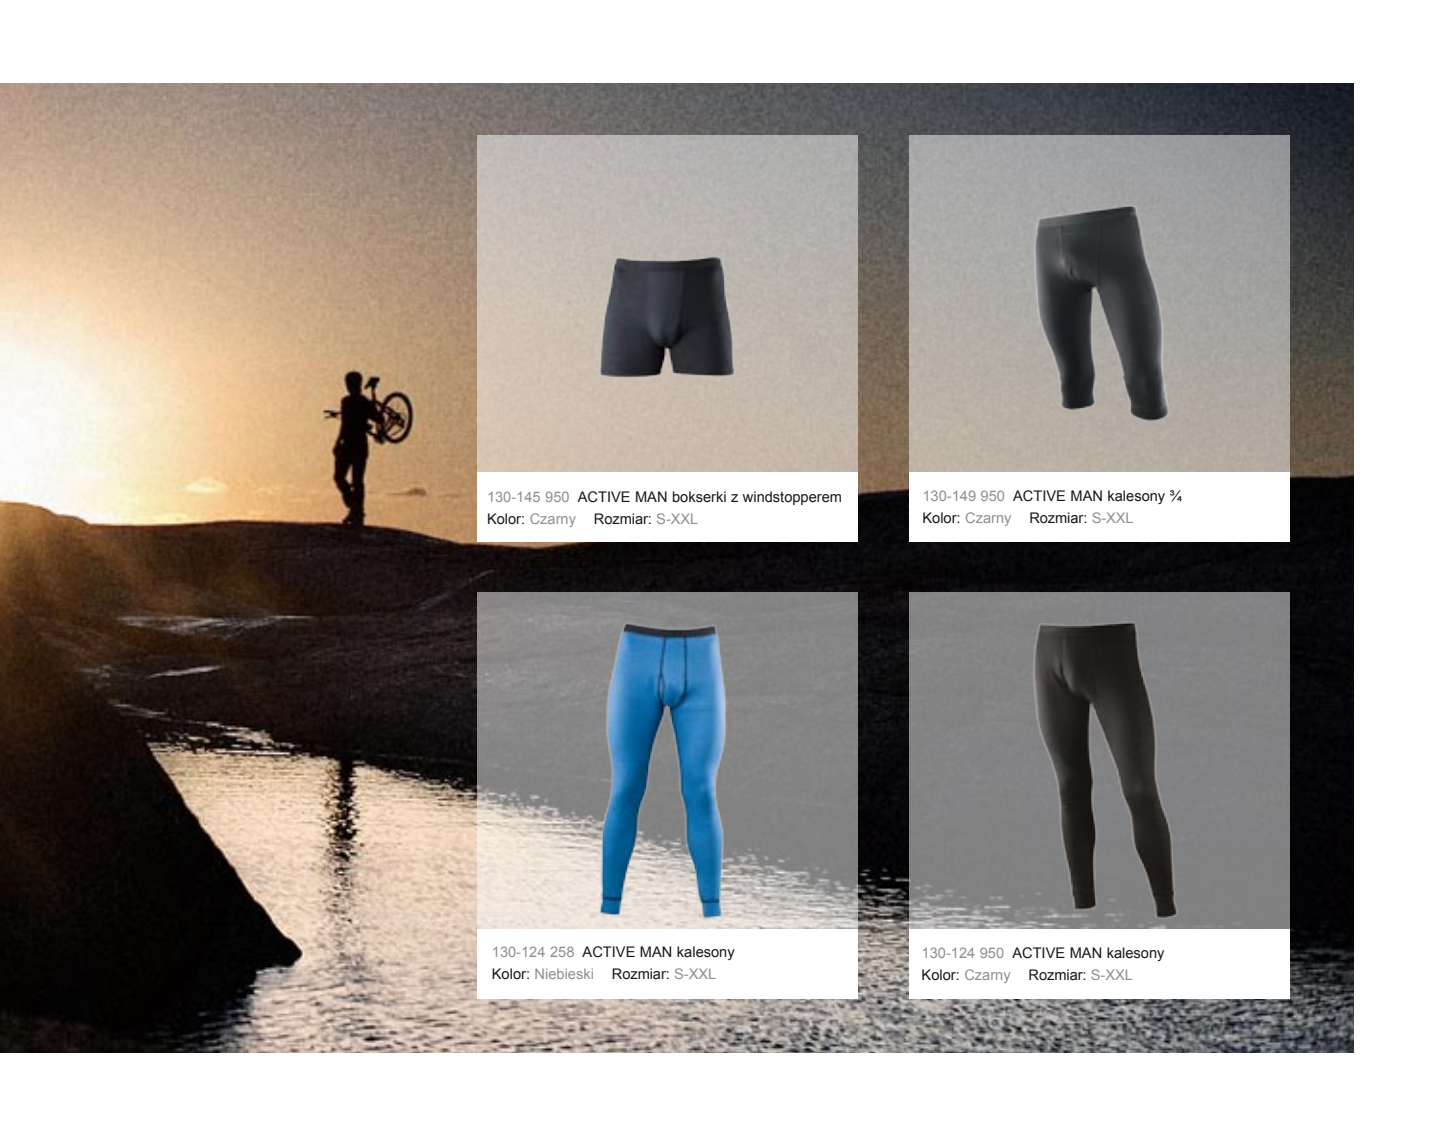 130-145 950 ACTIVE MAN bokserki z windstopperem
Kolor: Czarny Rozmiar: S-XXL
130-149 950 ACTIVE MAN kalesony ¾
Kolor: Czarny Rozmiar: S-XXL
130-124 258 ACTIVE MAN kalesony
Kolor: Niebieski Rozmiar: S-XXL
130-124 950 ACTIVE MAN kalesony
Kolor: Czarny Rozmiar: S-XXL